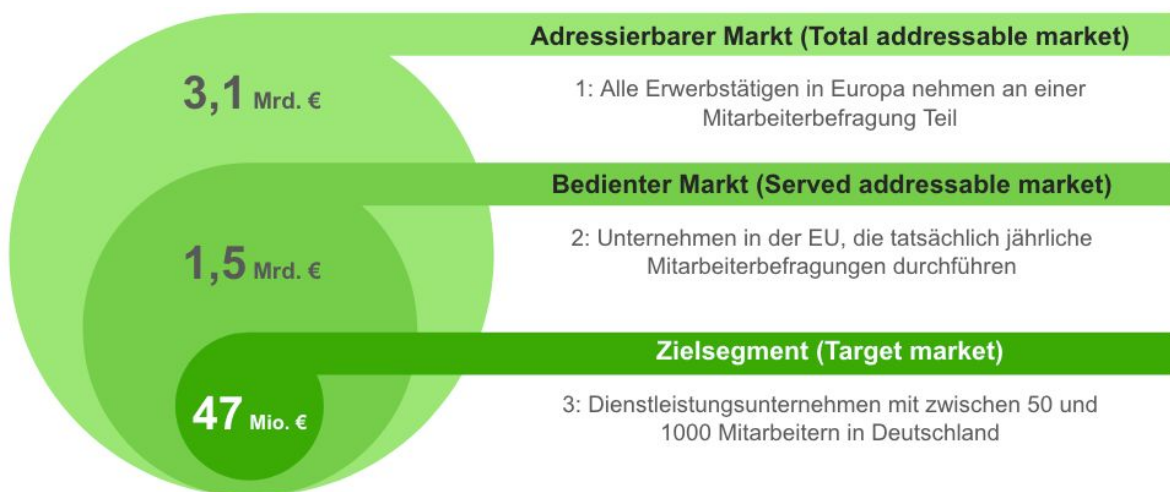 Adressierbarer Markt (Total addressable market)
3,1 Mrd. €
1: Alle Erwerbstätigen in Europa nehmen an einer
Mitarbeiterbefragung Teil
Bedienter Markt (Served addressable market)
1,5 Mrd. €
2: Unternehmen in der EU, die tatsächlich jährliche
Mitarbeiterbefragungen durchführen
Zielsegment (Target market)
47 Mio. €
3: Dienstleistungsunternehmen mit zwischen 50 und
1000 Mitarbeitern in Deutschland